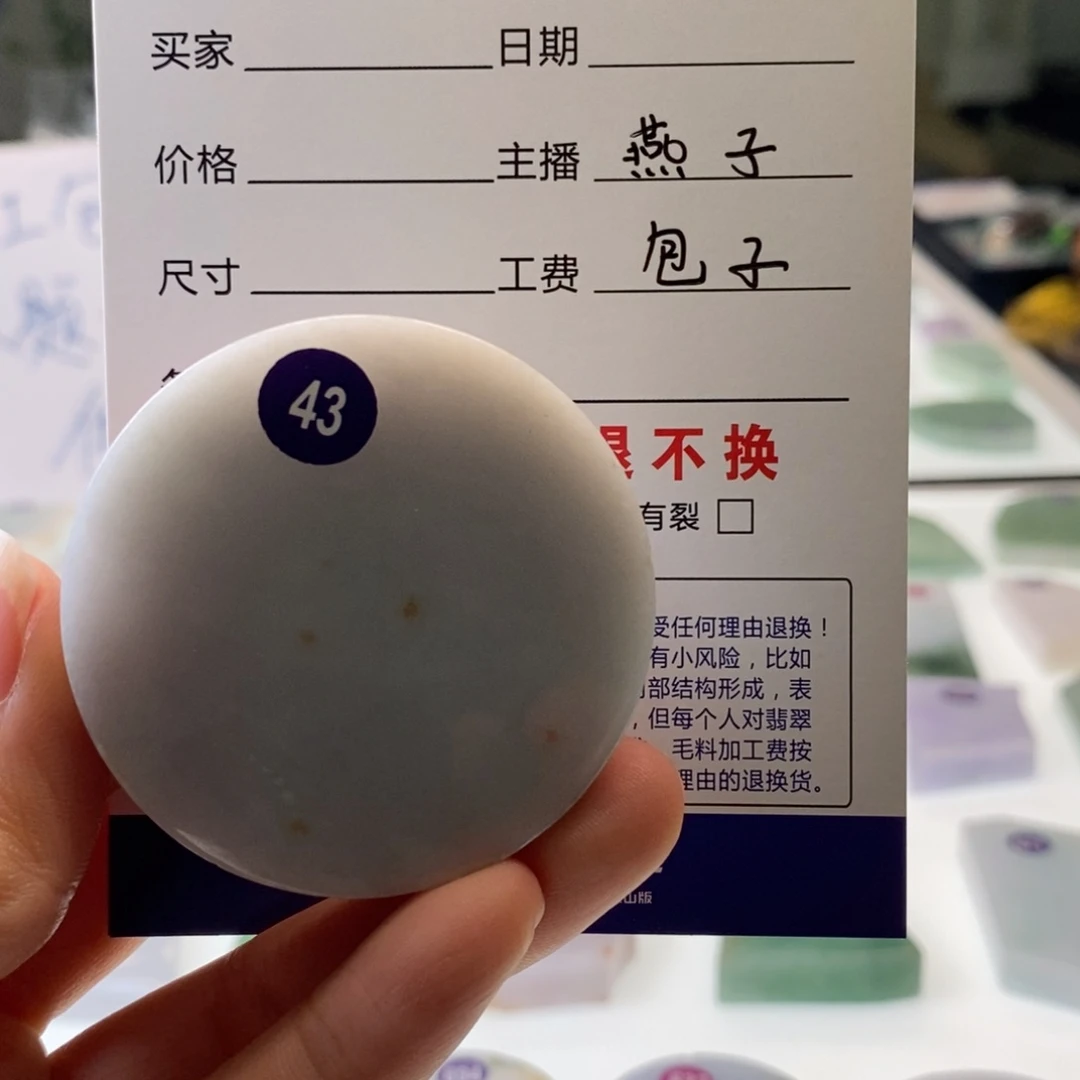 买家 日期
价格 主播 燕子
尺寸 工费 包子
43
退不换
有裂 □
受任何理由退换！
有小风险，比如
部结构形成，表
，但每个人对翡翠
毛料加工费按
理由的退换货。
山版